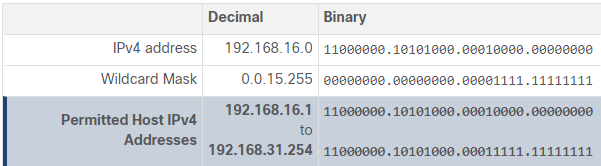 Decimal Binary
IPv4 address 192.168.16.0 11000000.10101000.00010000.00000000
Wildcard Mask 0.0.15.255 00000000.00000000.00001111.11111111
Permitted Host IPv4 Addresses
192.168.16.1 11000000.10101000.00010000.00000000
to
192.168.31.254 11000000.10101000.00011111.11111111